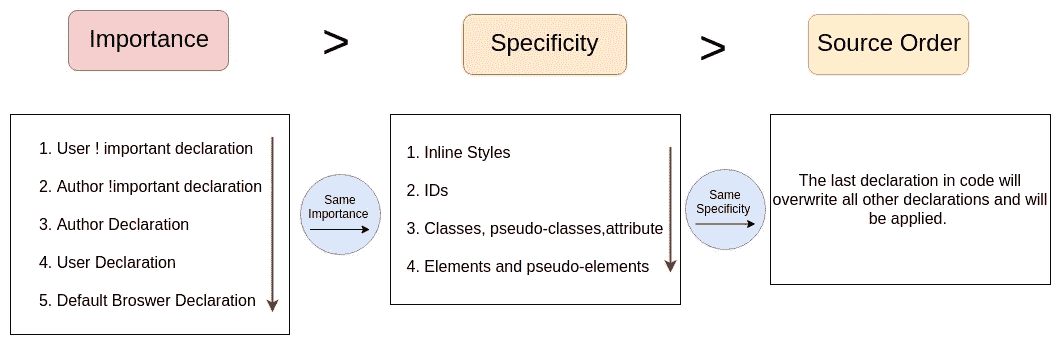 Importance
>
Specificity
>
Source Order
1. User ! important declaration
2. Author !important declaration
3. Author Declaration
4. User Declaration
5. Default Broswer Declaration
Same
Importance
1. Inline Styles
2. IDs
3. Classes, pseudo-classes,attribute
4. Elements and pseudo-elements
Same
Specificity
The last declaration in code will
overwrite all other declarations and will
be applied.